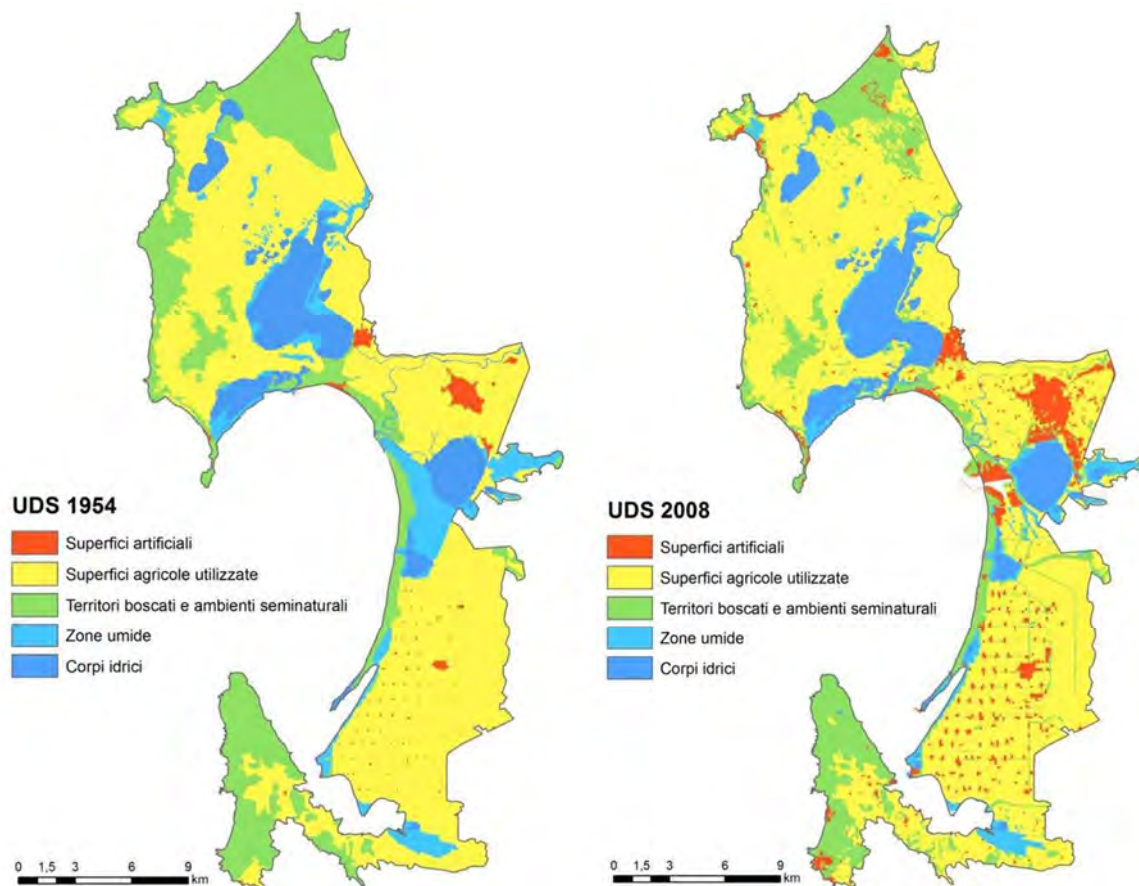 UDS 1954
Superfici artificiali
Superfici agricole utilizzate
Territori boscati e ambienti seminaturali
Zone umide
Corpi idrici
0 1,5 3 6 9
km
UDS 2008
Superfici artificiali
Superfici agricole utilizzate
Territori boscati e ambienti seminaturali
Zone umide
Corpi idrici
0 1,5 3 6 9
km